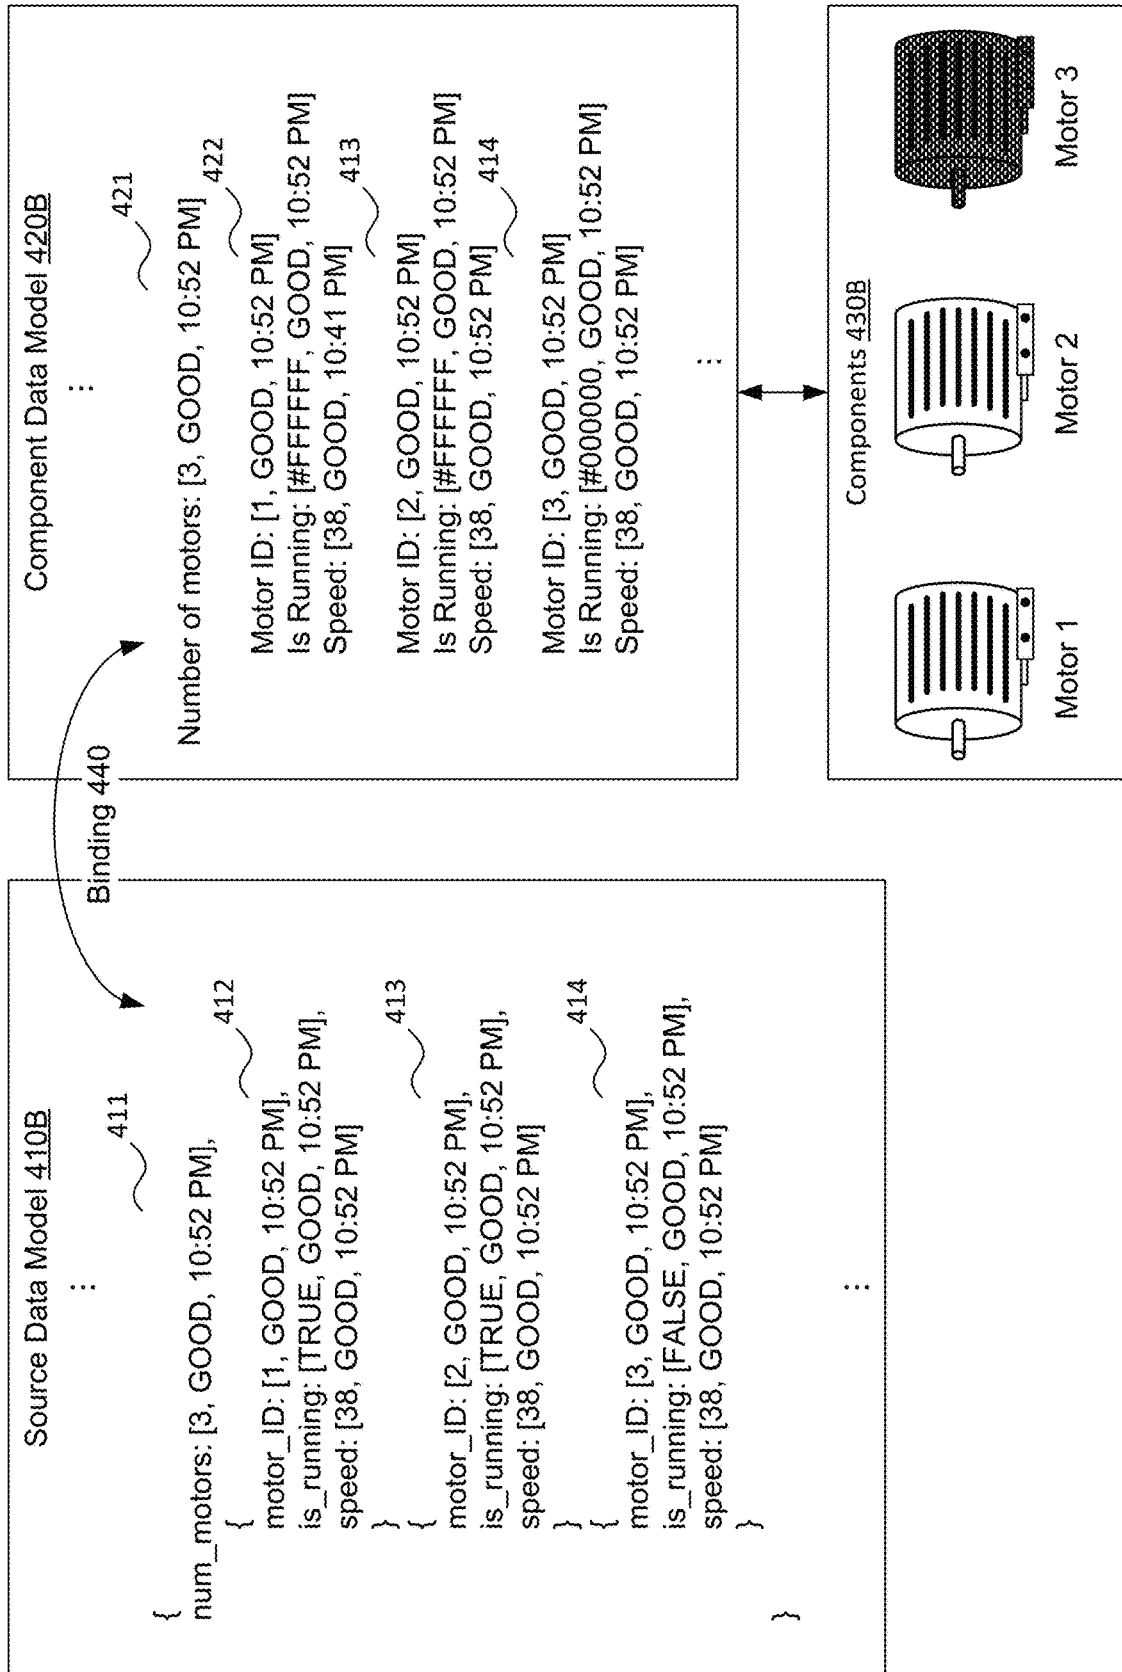 Source Data Model 410B
⋮
411
{
num_motors: [3, GOOD, 10:52 PM],
412
{
motor_ID: [1, GOOD, 10:52 PM],
is_running: [TRUE, GOOD, 10:52 PM],
speed: [38, GOOD, 10:52 PM]
}
413
{
motor_ID: [2, GOOD, 10:52 PM],
is_running: [TRUE, GOOD, 10:52 PM],
speed: [38, GOOD, 10:52 PM]
}
414
{
motor_ID: [3, GOOD, 10:52 PM],
is_running: [FALSE, GOOD, 10:52 PM],
speed: [38, GOOD, 10:52 PM]
}
}
⋮
Binding 440
Component Data Model 420B
⋮
421
Number of motors: [3, GOOD, 10:52 PM]
422
Motor ID: [1, GOOD, 10:52 PM]
Is Running: [#FFFFFF, GOOD, 10:52 PM]
Speed: [38, GOOD, 10:41 PM]
413
Motor ID: [2, GOOD, 10:52 PM]
Is Running: [#FFFFFF, GOOD, 10:52 PM]
Speed: [38, GOOD, 10:52 PM]
414
Motor ID: [3, GOOD, 10:52 PM]
Is Running: [#000000, GOOD, 10:52 PM]
Speed: [38, GOOD, 10:52 PM]
⋮
Components 430B
Motor 1
Motor 2
Motor 3